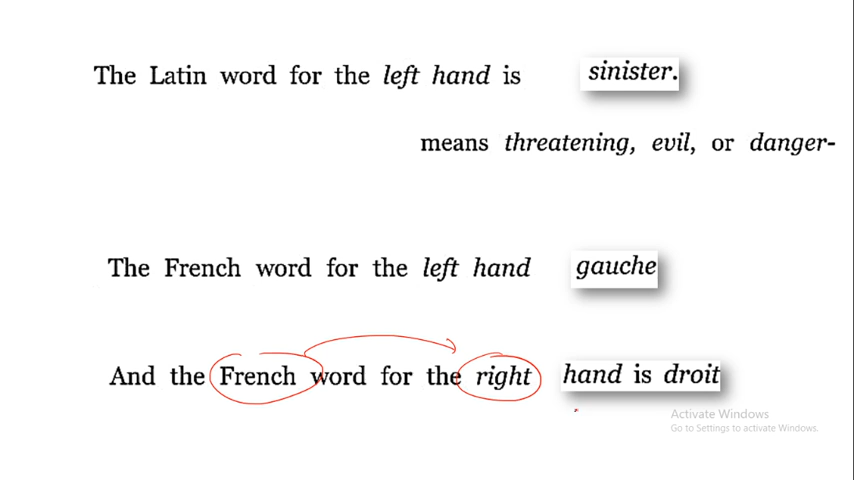 The Latin word for the left hand is sinister.
means threatening, evil, or danger-
The French word for the left hand gauche
And the French word for the right hand is droit
Activate Windows
Go to Settings to activate Windows.